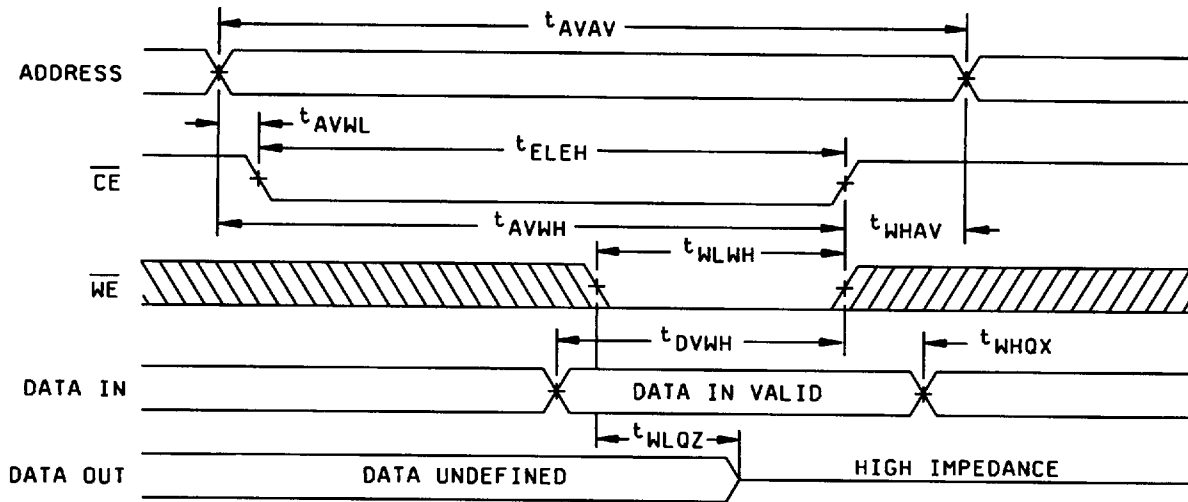 tAVAV
ADDRESS
tAVWL
tELEH
CE
tAVWH
tWHAV
tWLWH
WE
tDVWH
tWHQX
DATA IN
DATA IN VALID
tWLQZ
DATA OUT
DATA UNDEFINED
HIGH IMPEDANCE